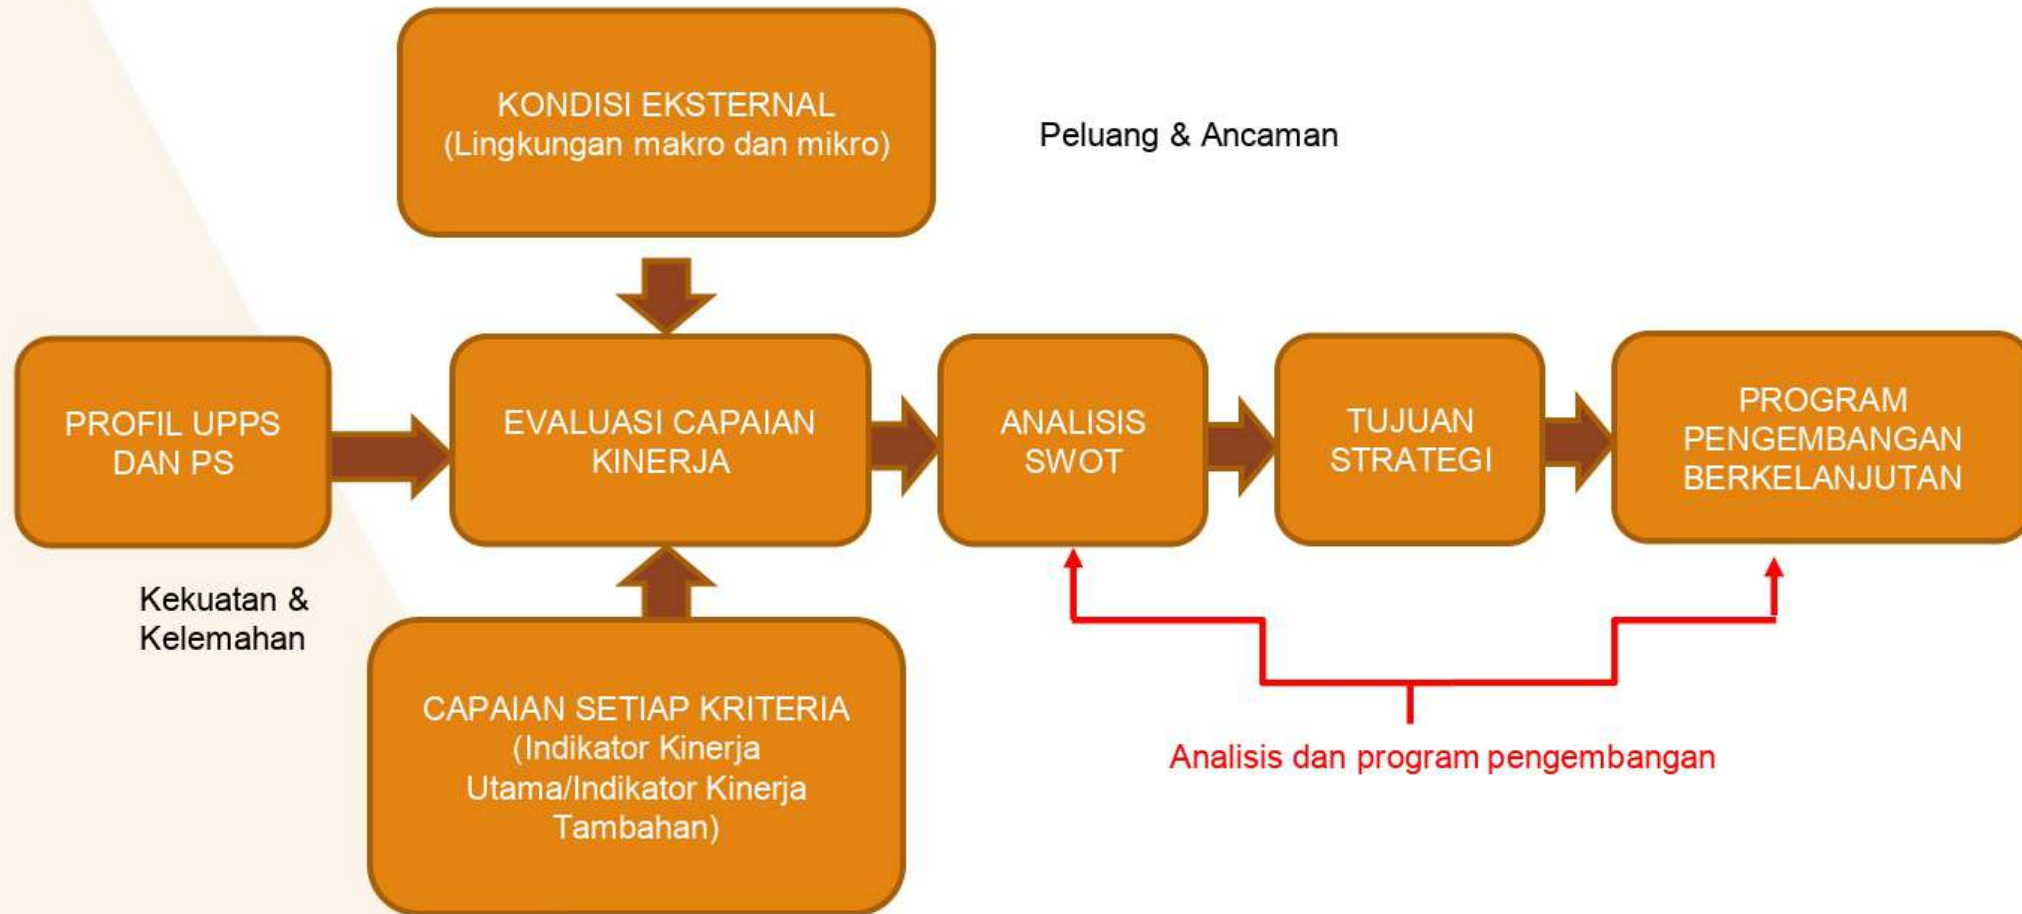 KONDISI EKSTERNAL
(Lingkungan makro dan mikro)
Peluang & Ancaman
PROFIL UPPS
DAN PS
EVALUASI CAPAIAN
KINERJA
ANALISIS
SWOT
TUJUAN
STRATEGI
PROGRAM
PENGEMBANGAN
BERKELANJUTAN
Kekuatan &
Kelemahan
CAPAIAN SETIAP KRITERIA
(Indikator Kinerja
Utama/Indikator Kinerja
Tambahan)
Analisis dan program pengembangan